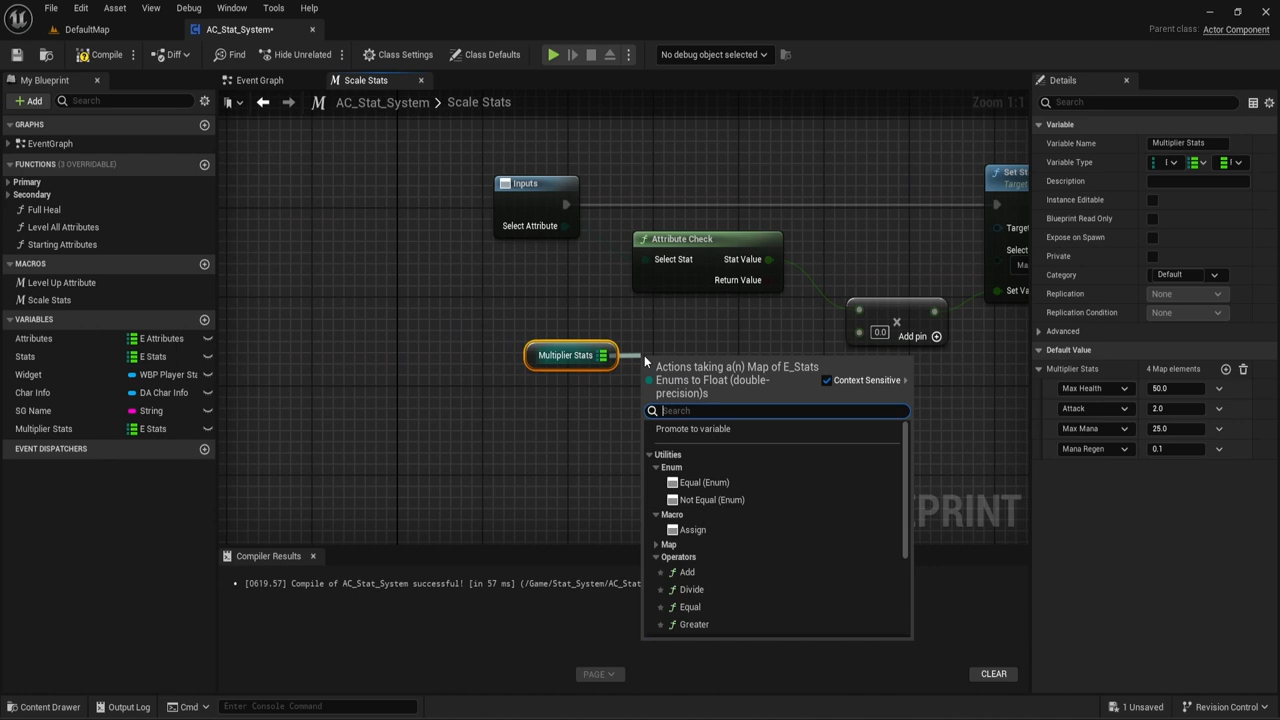 File Edit Asset View Debug Window Tools Help
DefaultMap
AC_Stat_System*
Parent class: Actor Component
Compile
Diff
Find
Hide Unrelated
Class Settings
Class Defaults
No debug object selected
My Blueprint
Event Graph
Scale Stats
Details
Add
Search
AC_Stat_System > Scale Stats
Zoom 1:1
Search
GRAPHS
EventGraph
FUNCTIONS (3 OVERRIDABLE)
Primary
Secondary
Full Heal
Level All Attributes
Starting Attributes
MACROS
Level Up Attribute
Scale Stats
VARIABLES
Attributes E Attributes
Stats E Stats
Widget WBP Player Sta
Char Info DA Char Info
SG Name String
Multiplier Stats E Stats
EVENT DISPATCHERS
Inputs
Select Attribute
Attribute Check
Select Stat Stat Value
Return Value
0.0
Add pin
Set St
Target
Targe
Select
Ma
Set Va
Multiplier Stats
Actions taking a(n) Map of E_Stats
Enums to Float (double-
precision)s
Context Sensitive
Search
Promote to variable
Utilities
Enum
Equal (Enum)
Not Equal (Enum)
Macro
Assign
Map
Operators
Add
Divide
Equal
Greater
EPRINT
Variable
Variable Name Multiplier Stats
Variable Type
Description
Instance Editable
Blueprint Read Only
Expose on Spawn
Private
Category Default
Replication None
Replication Condition None
Advanced
Default Value
Multiplier Stats 4 Map elements
Max Health 50.0
Attack 2.0
Max Mana 25.0
Mana Regen 0.1
Compiler Results
[0619.57] Compile of AC_Stat_System successful! [in 57 ms] (/Game/Stat_System/AC_Stat
PAGE
CLEAR
Content Drawer
Output Log
Cmd
Enter Console Command
1 Unsaved
Revision Control